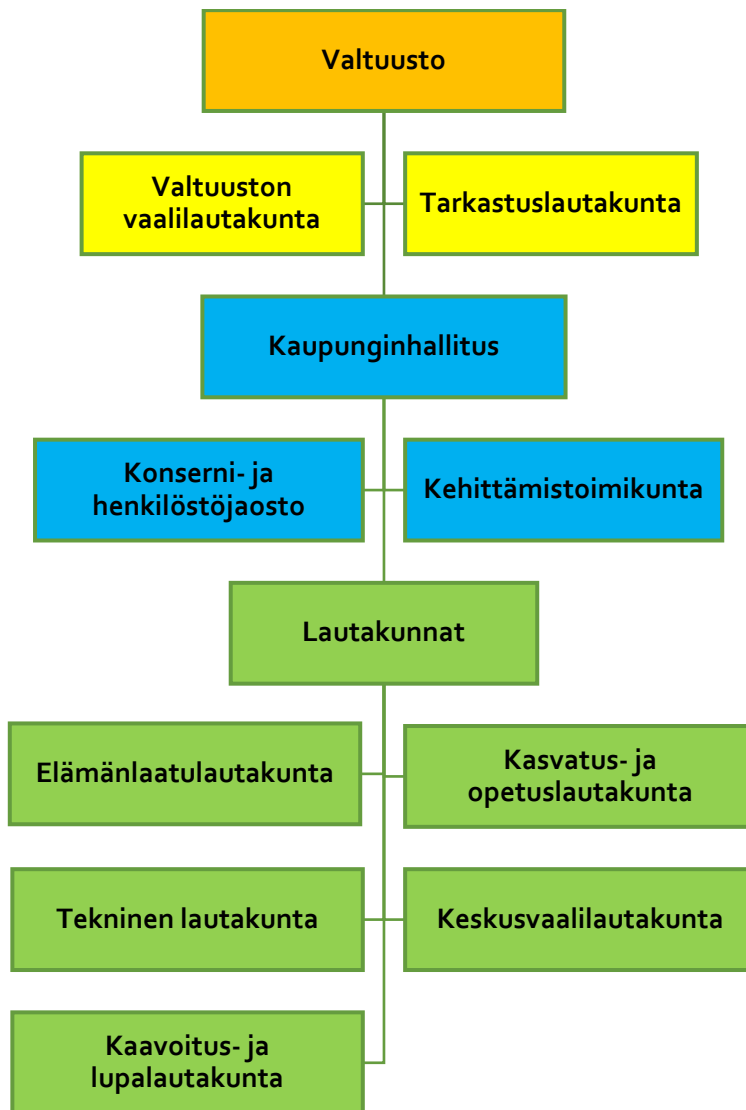 Valtuusto
Valtuuston
vaalilautakunta
Tarkastuslautakunta
Kaupunginhallitus
Konserni- ja
henkilöstöjaosto
Kehittämistoimikunta
Lautakunnat
Elämänlaatulautakunta
Kasvatus- ja
opetuslautakunta
Tekninen lautakunta
Keskusvaalilautakunta
Kaavoitus- ja
lupalautakunta